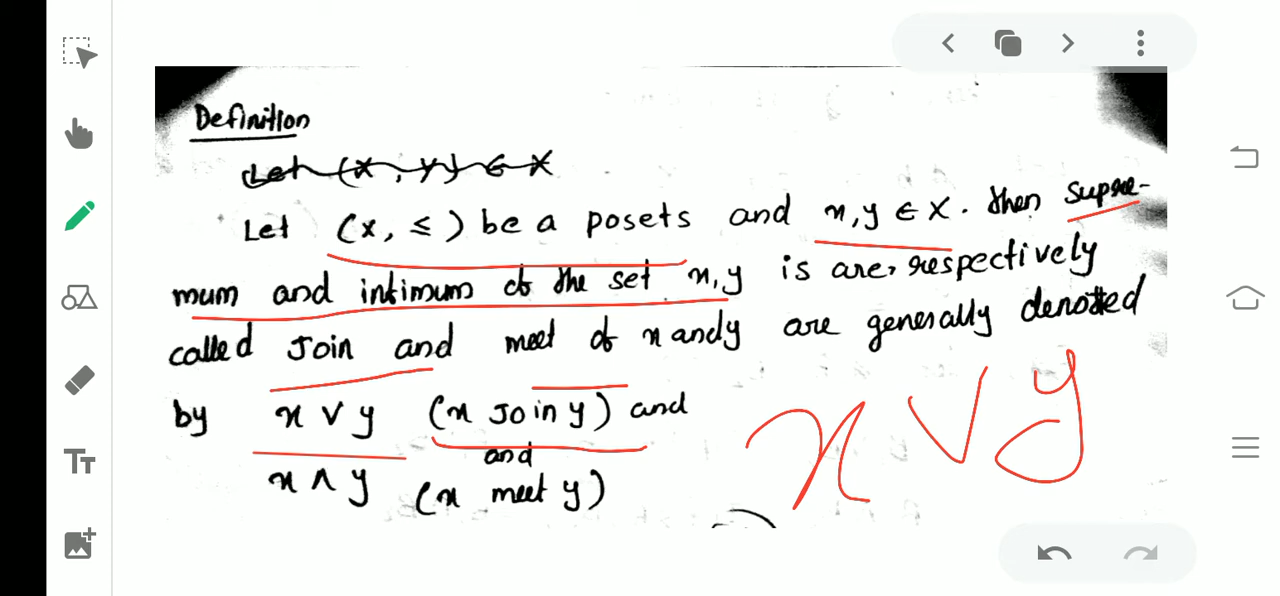 Definition
Let (x, y) ∈ X
Let (x, ≤) be a posets and x, y ∈ X. then supre-
mum and infimum of the set x, y is are, respectively
called Join and meet of x and y are generally denoted
by x ∨ y (x Join y) and
and
x ∧ y (x meet y)
x ∨ y
TT